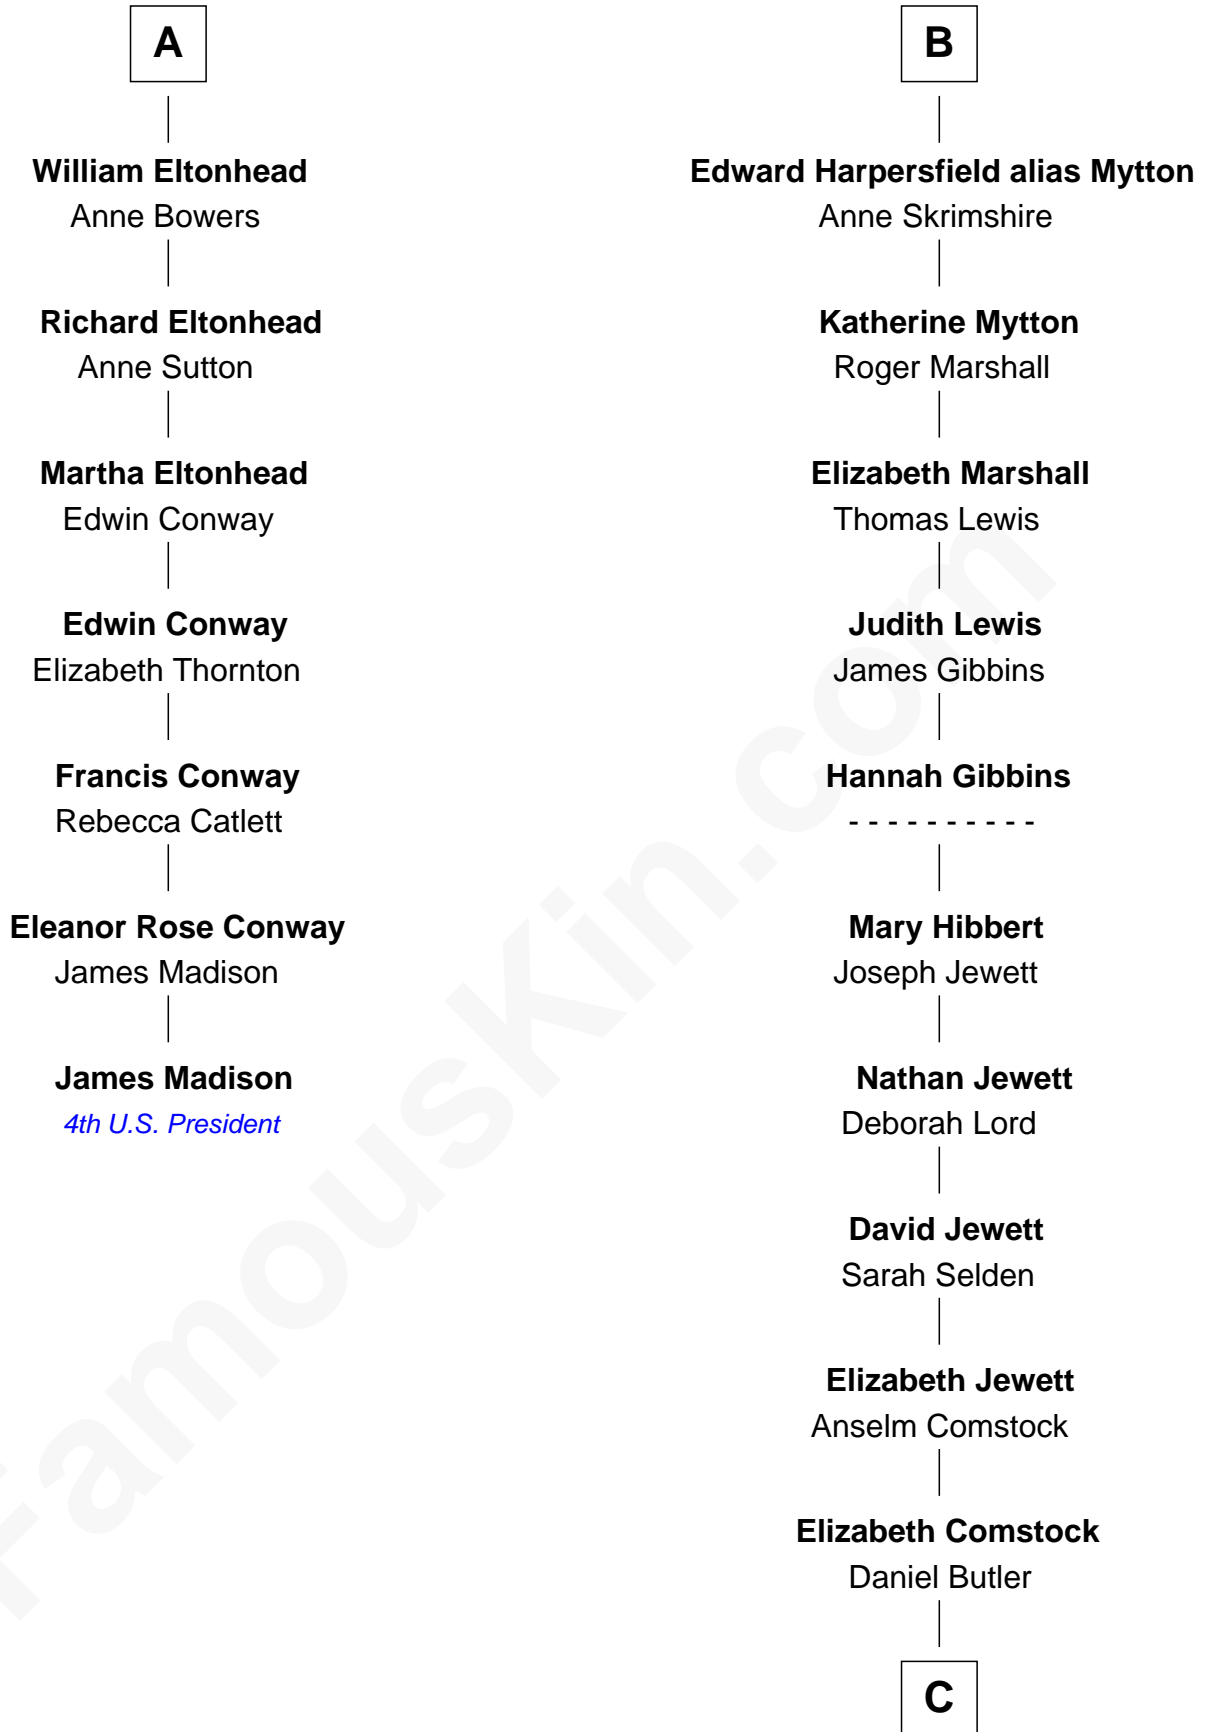 A
William Eltonhead
Anne Bowers
Richard Eltonhead
Anne Sutton
Martha Eltonhead
Edwin Conway
Edwin Conway
Elizabeth Thornton
Francis Conway
Rebecca Catlett
Eleanor Rose Conway
James Madison
James Madison
4th U.S. President
B
Edward Harpersfield alias Mytton
Anne Skrimshire
Katherine Mytton
Roger Marshall
Elizabeth Marshall
Thomas Lewis
Judith Lewis
James Gibbins
Hannah Gibbins
- - - - - - - - - -
Mary Hibbert
Joseph Jewett
Nathan Jewett
Deborah Lord
David Jewett
Sarah Selden
Elizabeth Jewett
Anselm Comstock
Elizabeth Comstock
Daniel Butler
C
FamousKin.com